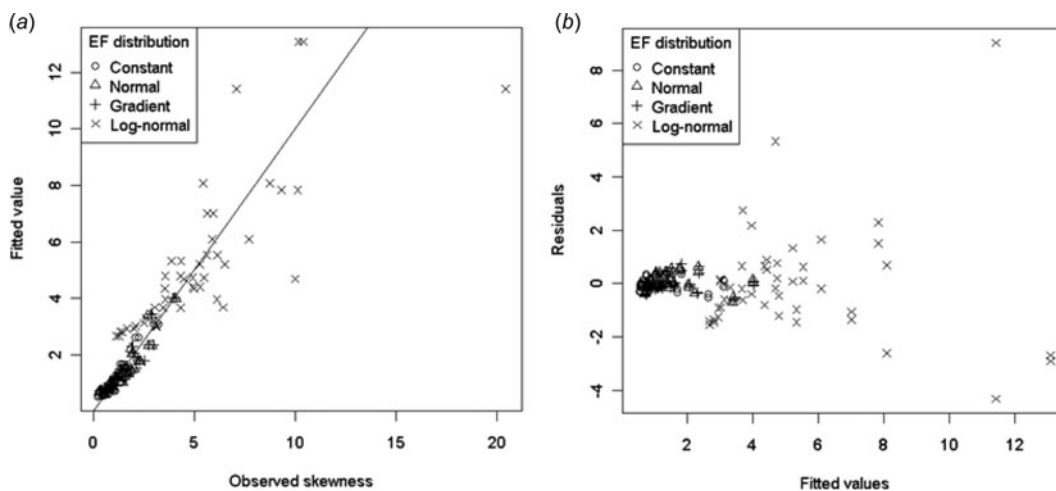 (a)
EF distribution
Constant
Normal
Gradient
Log-normal
12
10
8
6
4
2
Fitted value
0 5 10 15 20
Observed skewness
(b)
EF distribution
Constant
Normal
Gradient
Log-normal
8
6
4
2
0
-2
-4
Residuals
2 4 6 8 10 12
Fitted values